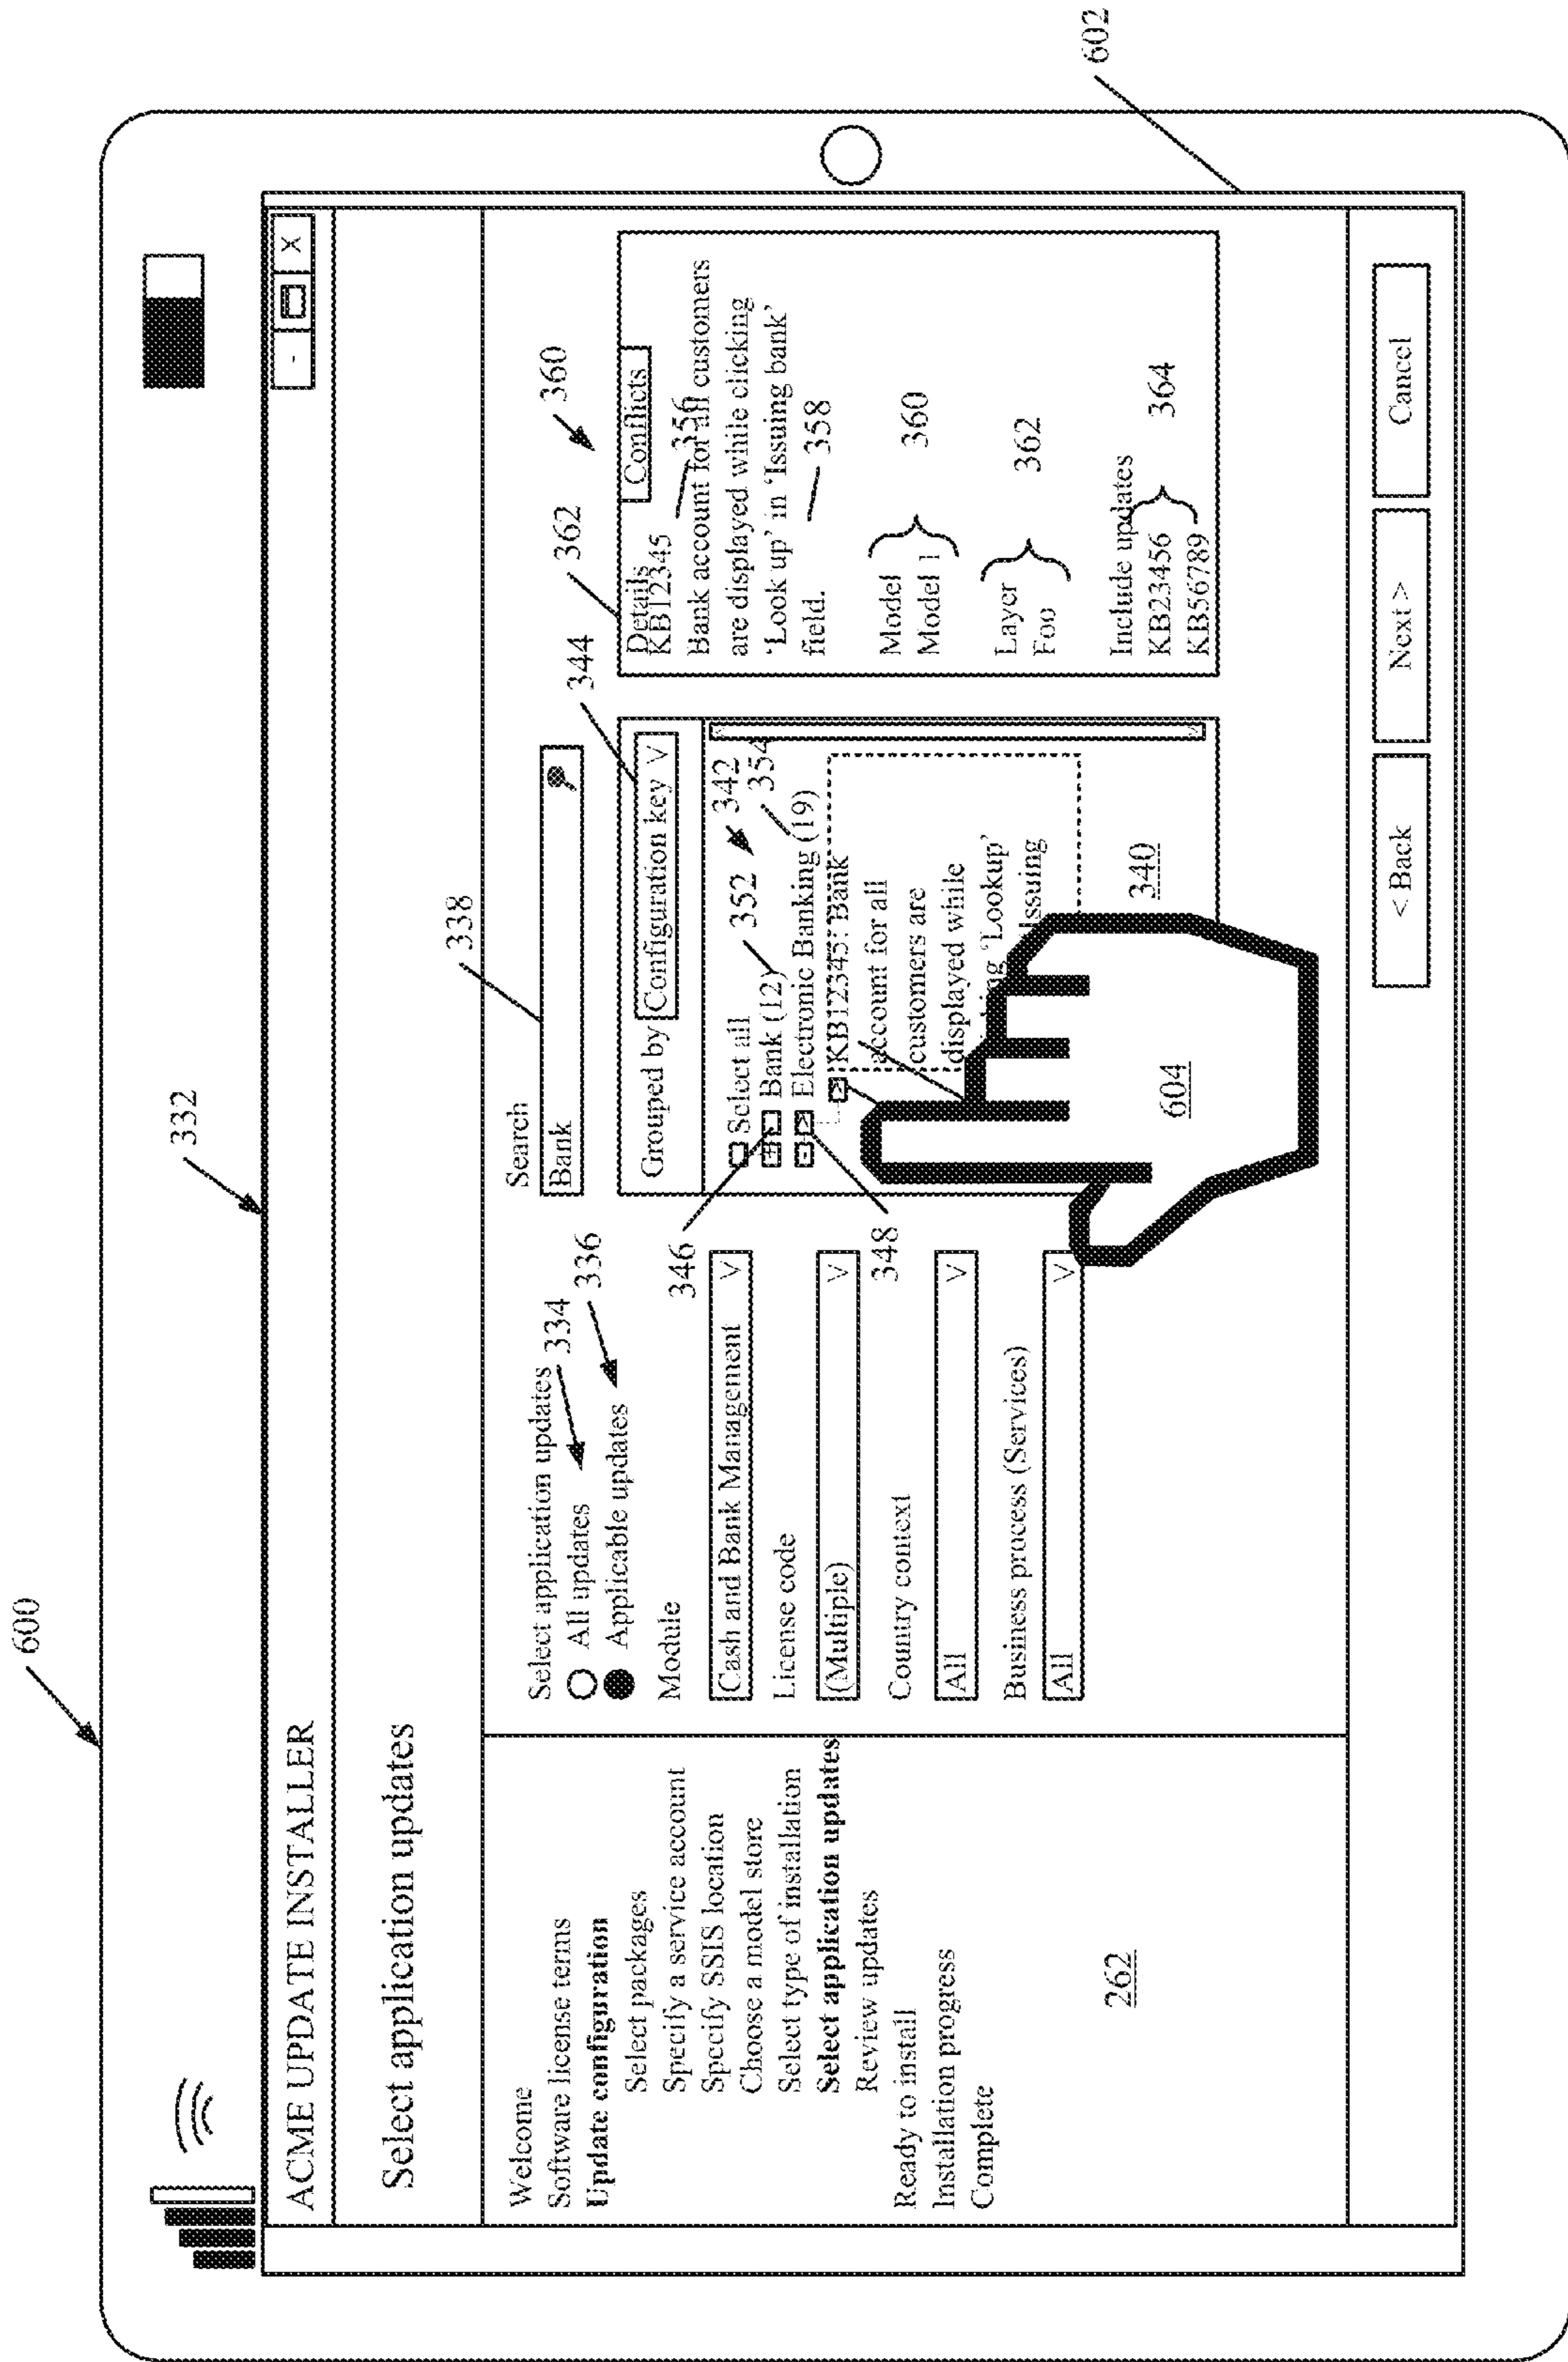 600
332
602
ACME UPDATE INSTALLER
- X
Select application updates
Welcome
Software license terms
Update configuration
Select packages
Specify a service account
Specify SSIS location
Choose a model store
Select type of installation
Select application updates
Review updates
Ready to install
Installation progress
Complete
262
Select application updates
334
All updates
336
Applicable updates
Module
346
Cash and Bank Management V
License code
(Multiple) V
348
Country context
All V
Business process (Services)
All V
338
Search
Bank
344
Grouped by Configuration key V
Select all
352
342
+ Bank (12)
354
- Electronic Banking (19)
KB12345: Bank
account for all
customers are
displayed while
'Lookup'
Issuing
340
604
362
360
Details
Conflicts
KB12345
356
Bank account for all customers
are displayed while clicking
'Look up' in 'Issuing bank'
field.
358
Model
Model 1
360
Layer
Foo
362
Include updates
KB23456
KB56789
364
< Back
Next >
Cancel